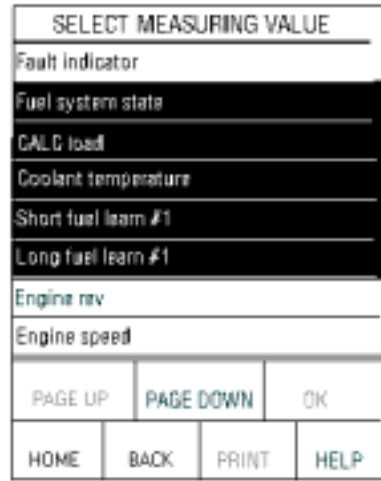 SELECT MEASURING VALUE
Fault indicator
Fuel system state
CALC load
Coolant temperature
Short fuel learn #1
Long fuel learn #1
Engine rev
Engine speed
PAGE UP PAGE DOWN OK
HOME BACK PRINT HELP